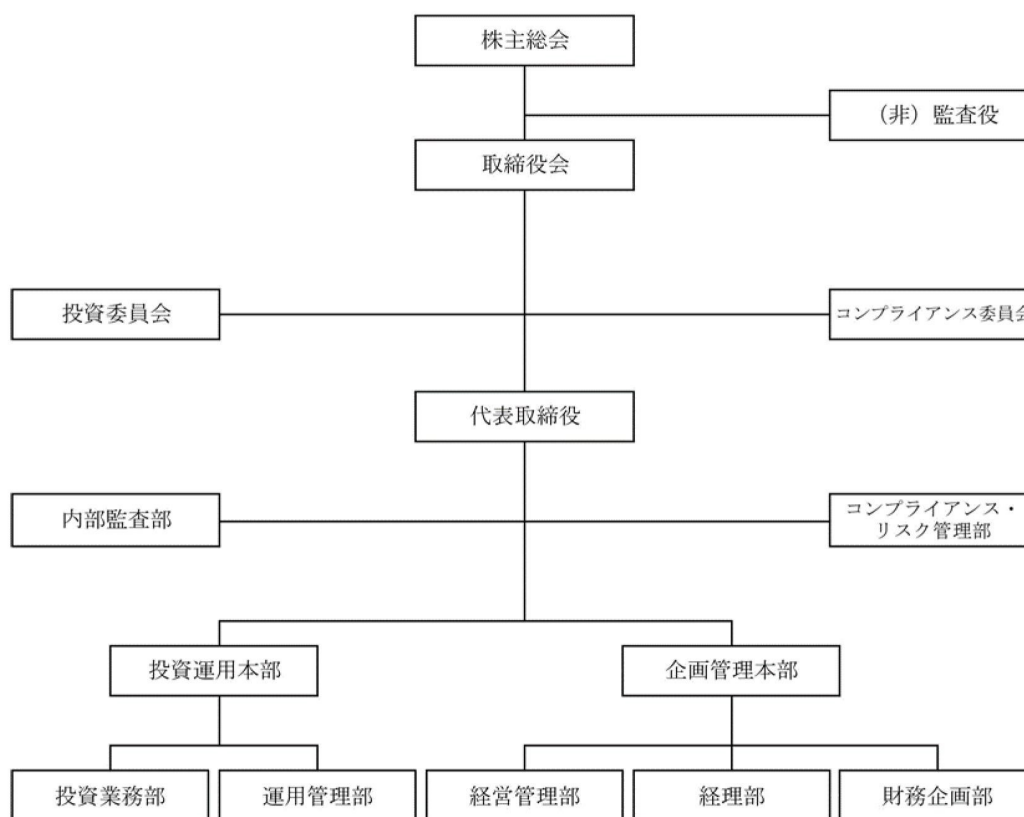 株主総会
（非）監査役
取締役会
投資委員会
コンプライアンス委員会
代表取締役
内部監査部
コンプライアンス・
リスク管理部
投資運用本部
企画管理本部
投資業務部
運用管理部
経営管理部
経理部
財務企画部